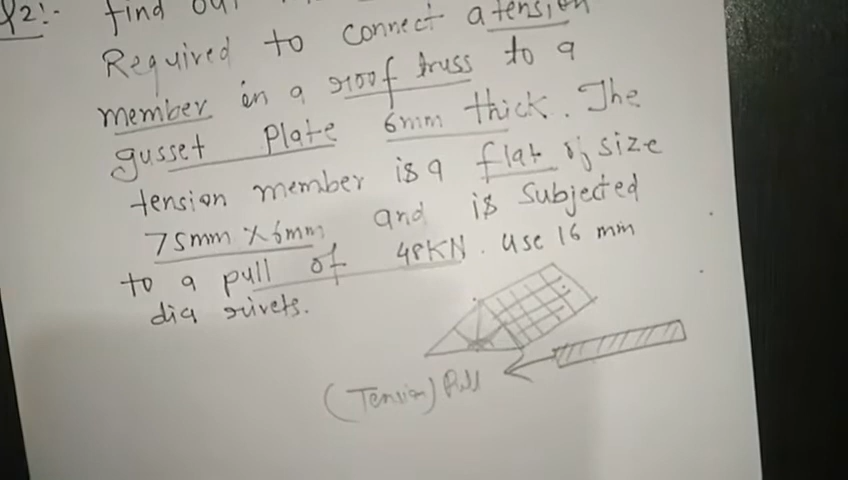 Q2:- find out
Required to connect a tension
member in a roof truss to a
gusset plate 6mm thick. The
tension member is a flat of size
75mm x 6mm and is subjected
to a pull of 48KN. Use 16 mm
dia rivets.
(Tension) Pull